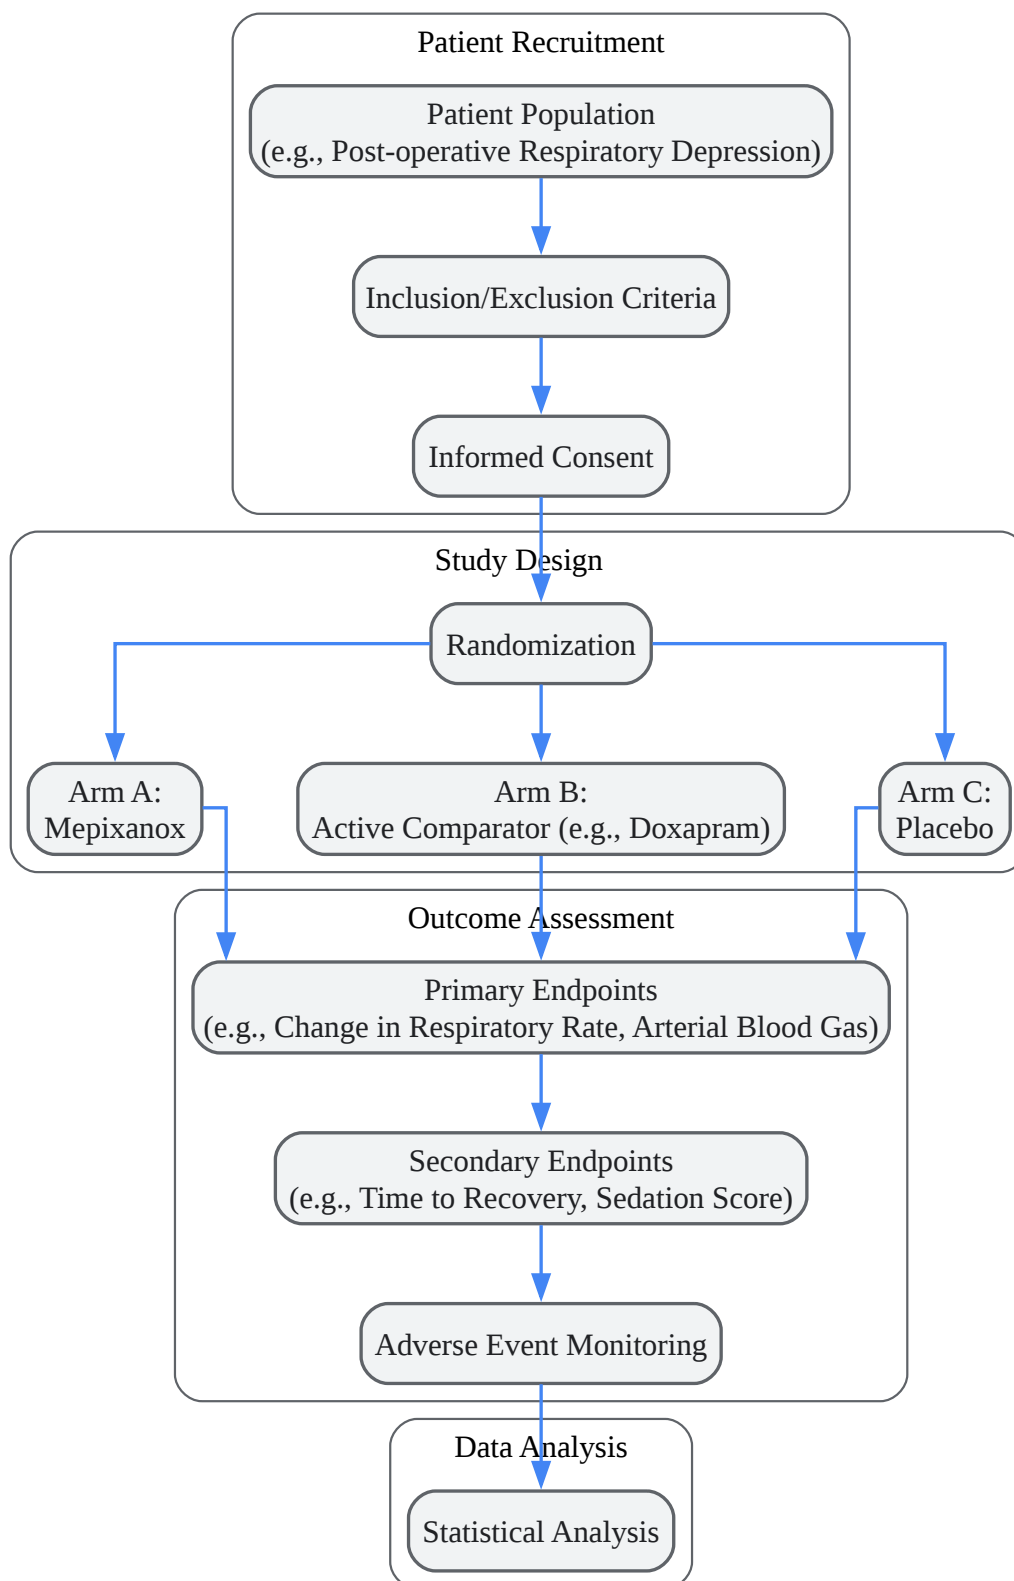 Patient Recruitment
Patient Population
(e.g., Post-operative Respiratory Depression)
Inclusion/Exclusion Criteria
Informed Consent
Study Design
Randomization
Arm A:
Mepixanox
Arm B:
Active Comparator (e.g., Doxapram)
Arm C:
Placebo
Outcome Assessment
Primary Endpoints
(e.g., Change in Respiratory Rate, Arterial Blood Gas)
Secondary Endpoints
(e.g., Time to Recovery, Sedation Score)
Adverse Event Monitoring
Data Analysis
Statistical Analysis